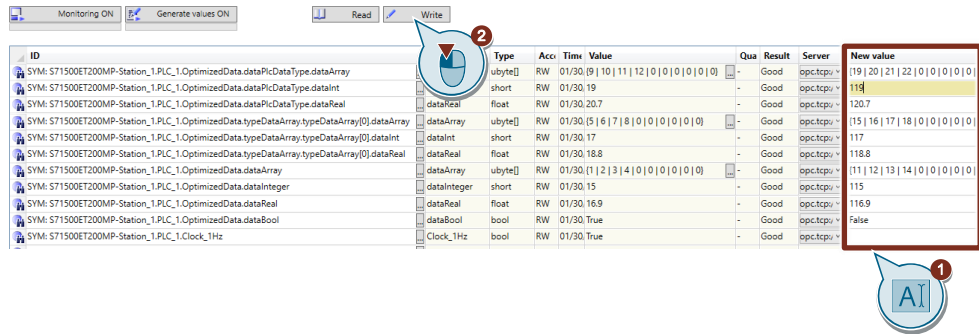 Monitoring ON Generate values ON Read Write
2
ID Type Acc Time Value Qua Result Server New value
SYM: S71500ET200MP-Station_1.PLC_1.OptimizedData.dataPlcDataType.dataArray ... ubyte[] RW 01/30, {9 | 10 | 11 | 12 | 0 | 0 | 0 | 0 | 0 | 0} ... - Good opc.tcp:/ {19 | 20 | 21 | 22 | 0 | 0 | 0 | 0 | 0 |
SYM: S71500ET200MP-Station_1.PLC_1.OptimizedData.dataPlcDataType.dataInt ... short RW 01/30, 19 - Good opc.tcp:/ 119
SYM: S71500ET200MP-Station_1.PLC_1.OptimizedData.dataPlcDataType.dataReal ... dataReal float RW 01/30, 20.7 - Good opc.tcp:/ 120.7
SYM: S71500ET200MP-Station_1.PLC_1.OptimizedData.typeDataArray.typeDataArray[0].dataArray ... dataArray ubyte[] RW 01/30, {5 | 6 | 7 | 8 | 0 | 0 | 0 | 0 | 0 | 0} ... - Good opc.tcp:/ {15 | 16 | 17 | 18 | 0 | 0 | 0 | 0 | 0 |
SYM: S71500ET200MP-Station_1.PLC_1.OptimizedData.typeDataArray.typeDataArray[0].dataInt ... dataInt short RW 01/30, 17 - Good opc.tcp:/ 117
SYM: S71500ET200MP-Station_1.PLC_1.OptimizedData.typeDataArray.typeDataArray[0].dataReal ... dataReal float RW 01/30, 18.8 - Good opc.tcp:/ 118.8
SYM: S71500ET200MP-Station_1.PLC_1.OptimizedData.dataArray ... dataArray ubyte[] RW 01/30, {1 | 2 | 3 | 4 | 0 | 0 | 0 | 0 | 0 | 0} ... - Good opc.tcp:/ {11 | 12 | 13 | 14 | 0 | 0 | 0 | 0 | 0 |
SYM: S71500ET200MP-Station_1.PLC_1.OptimizedData.dataInteger ... dataInteger short RW 01/30, 15 - Good opc.tcp:/ 115
SYM: S71500ET200MP-Station_1.PLC_1.OptimizedData.dataReal ... dataReal float RW 01/30, 16.9 - Good opc.tcp:/ 116.9
SYM: S71500ET200MP-Station_1.PLC_1.OptimizedData.dataBool ... dataBool bool RW 01/30, True - Good opc.tcp:/ False
SYM: S71500ET200MP-Station_1.PLC_1.Clock_1Hz ... Clock_1Hz bool RW 01/30, True - Good opc.tcp:/
1
A